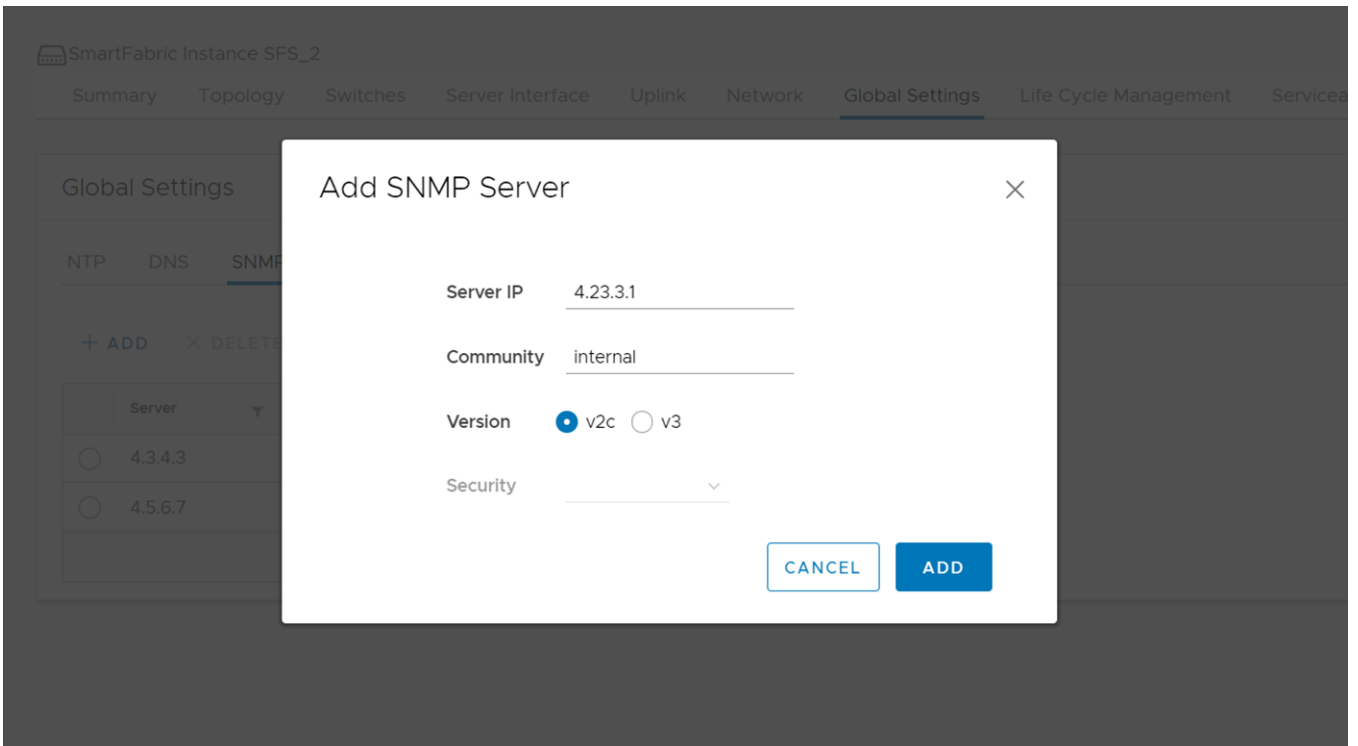 SmartFabric Instance SFS_2
Summary Topology Switches Server Interface Uplink Network Global Settings Life Cycle Management
Global Settings
Add SNMP Server
NTP DNS SNMP
Server IP 4.23.3.1
+ ADD × DELETE
Community internal
Server
Version v2c v3
4.3.4.3
Security
4.5.6.7
CANCEL ADD